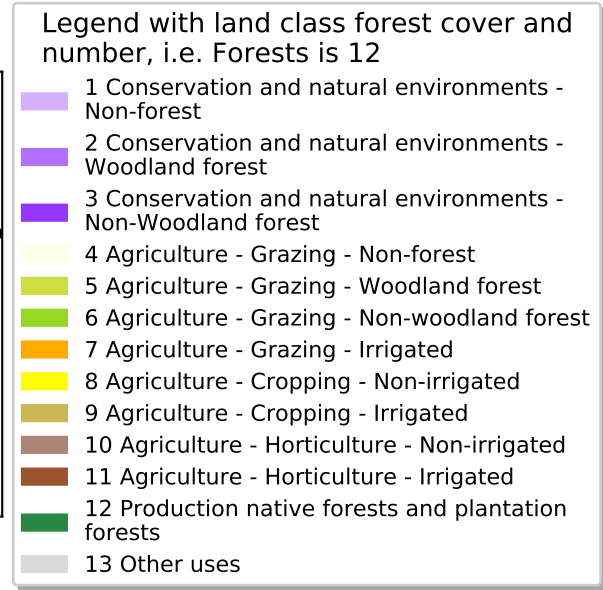 Legend with land class forest cover and
number, i.e. Forests is 12
1 Conservation and natural environments -
Non-forest
2 Conservation and natural environments -
Woodland forest
3 Conservation and natural environments -
Non-Woodland forest
4 Agriculture - Grazing - Non-forest
5 Agriculture - Grazing - Woodland forest
6 Agriculture - Grazing - Non-woodland forest
7 Agriculture - Grazing - Irrigated
8 Agriculture - Cropping - Non-irrigated
9 Agriculture - Cropping - Irrigated
10 Agriculture - Horticulture - Non-irrigated
11 Agriculture - Horticulture - Irrigated
12 Production native forests and plantation
forests
13 Other uses